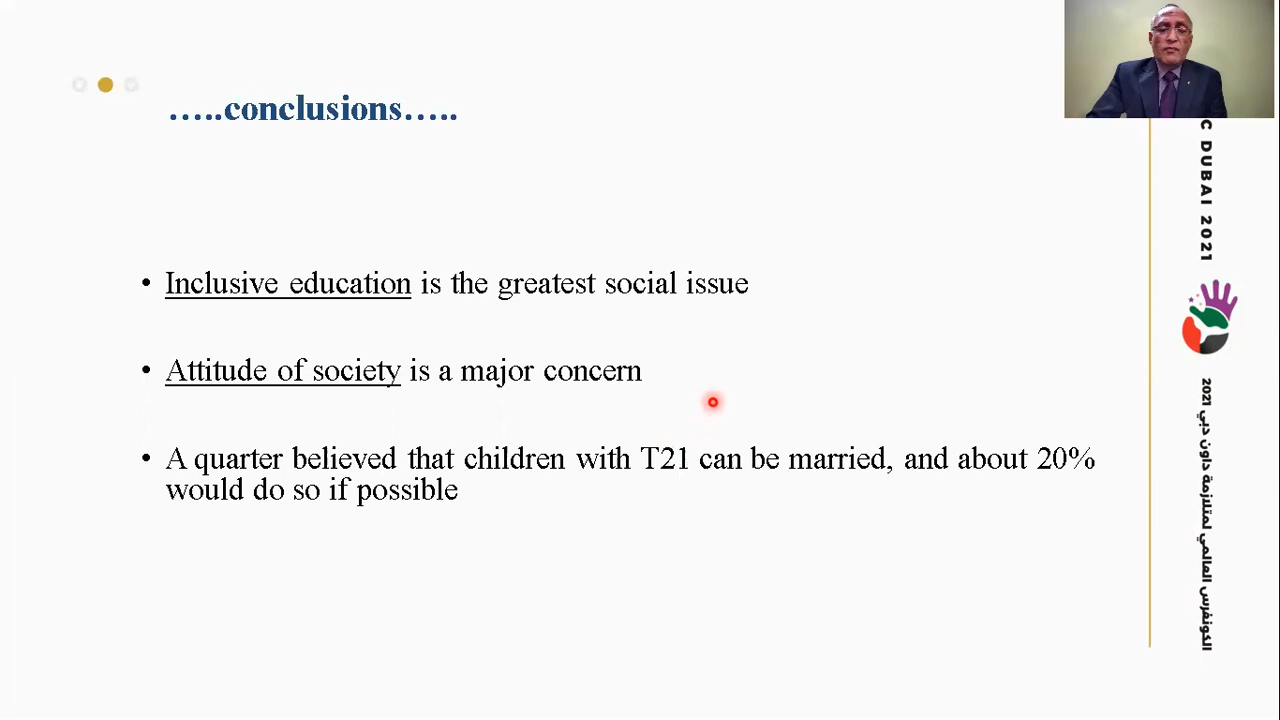 …..conclusions…..
• Inclusive education is the greatest social issue
• Attitude of society is a major concern
• A quarter believed that children with T21 can be married, and about 20%
would do so if possible
C DUBAI 2021
الكونفرس العالمي لمتلازمة داون دبي 2021